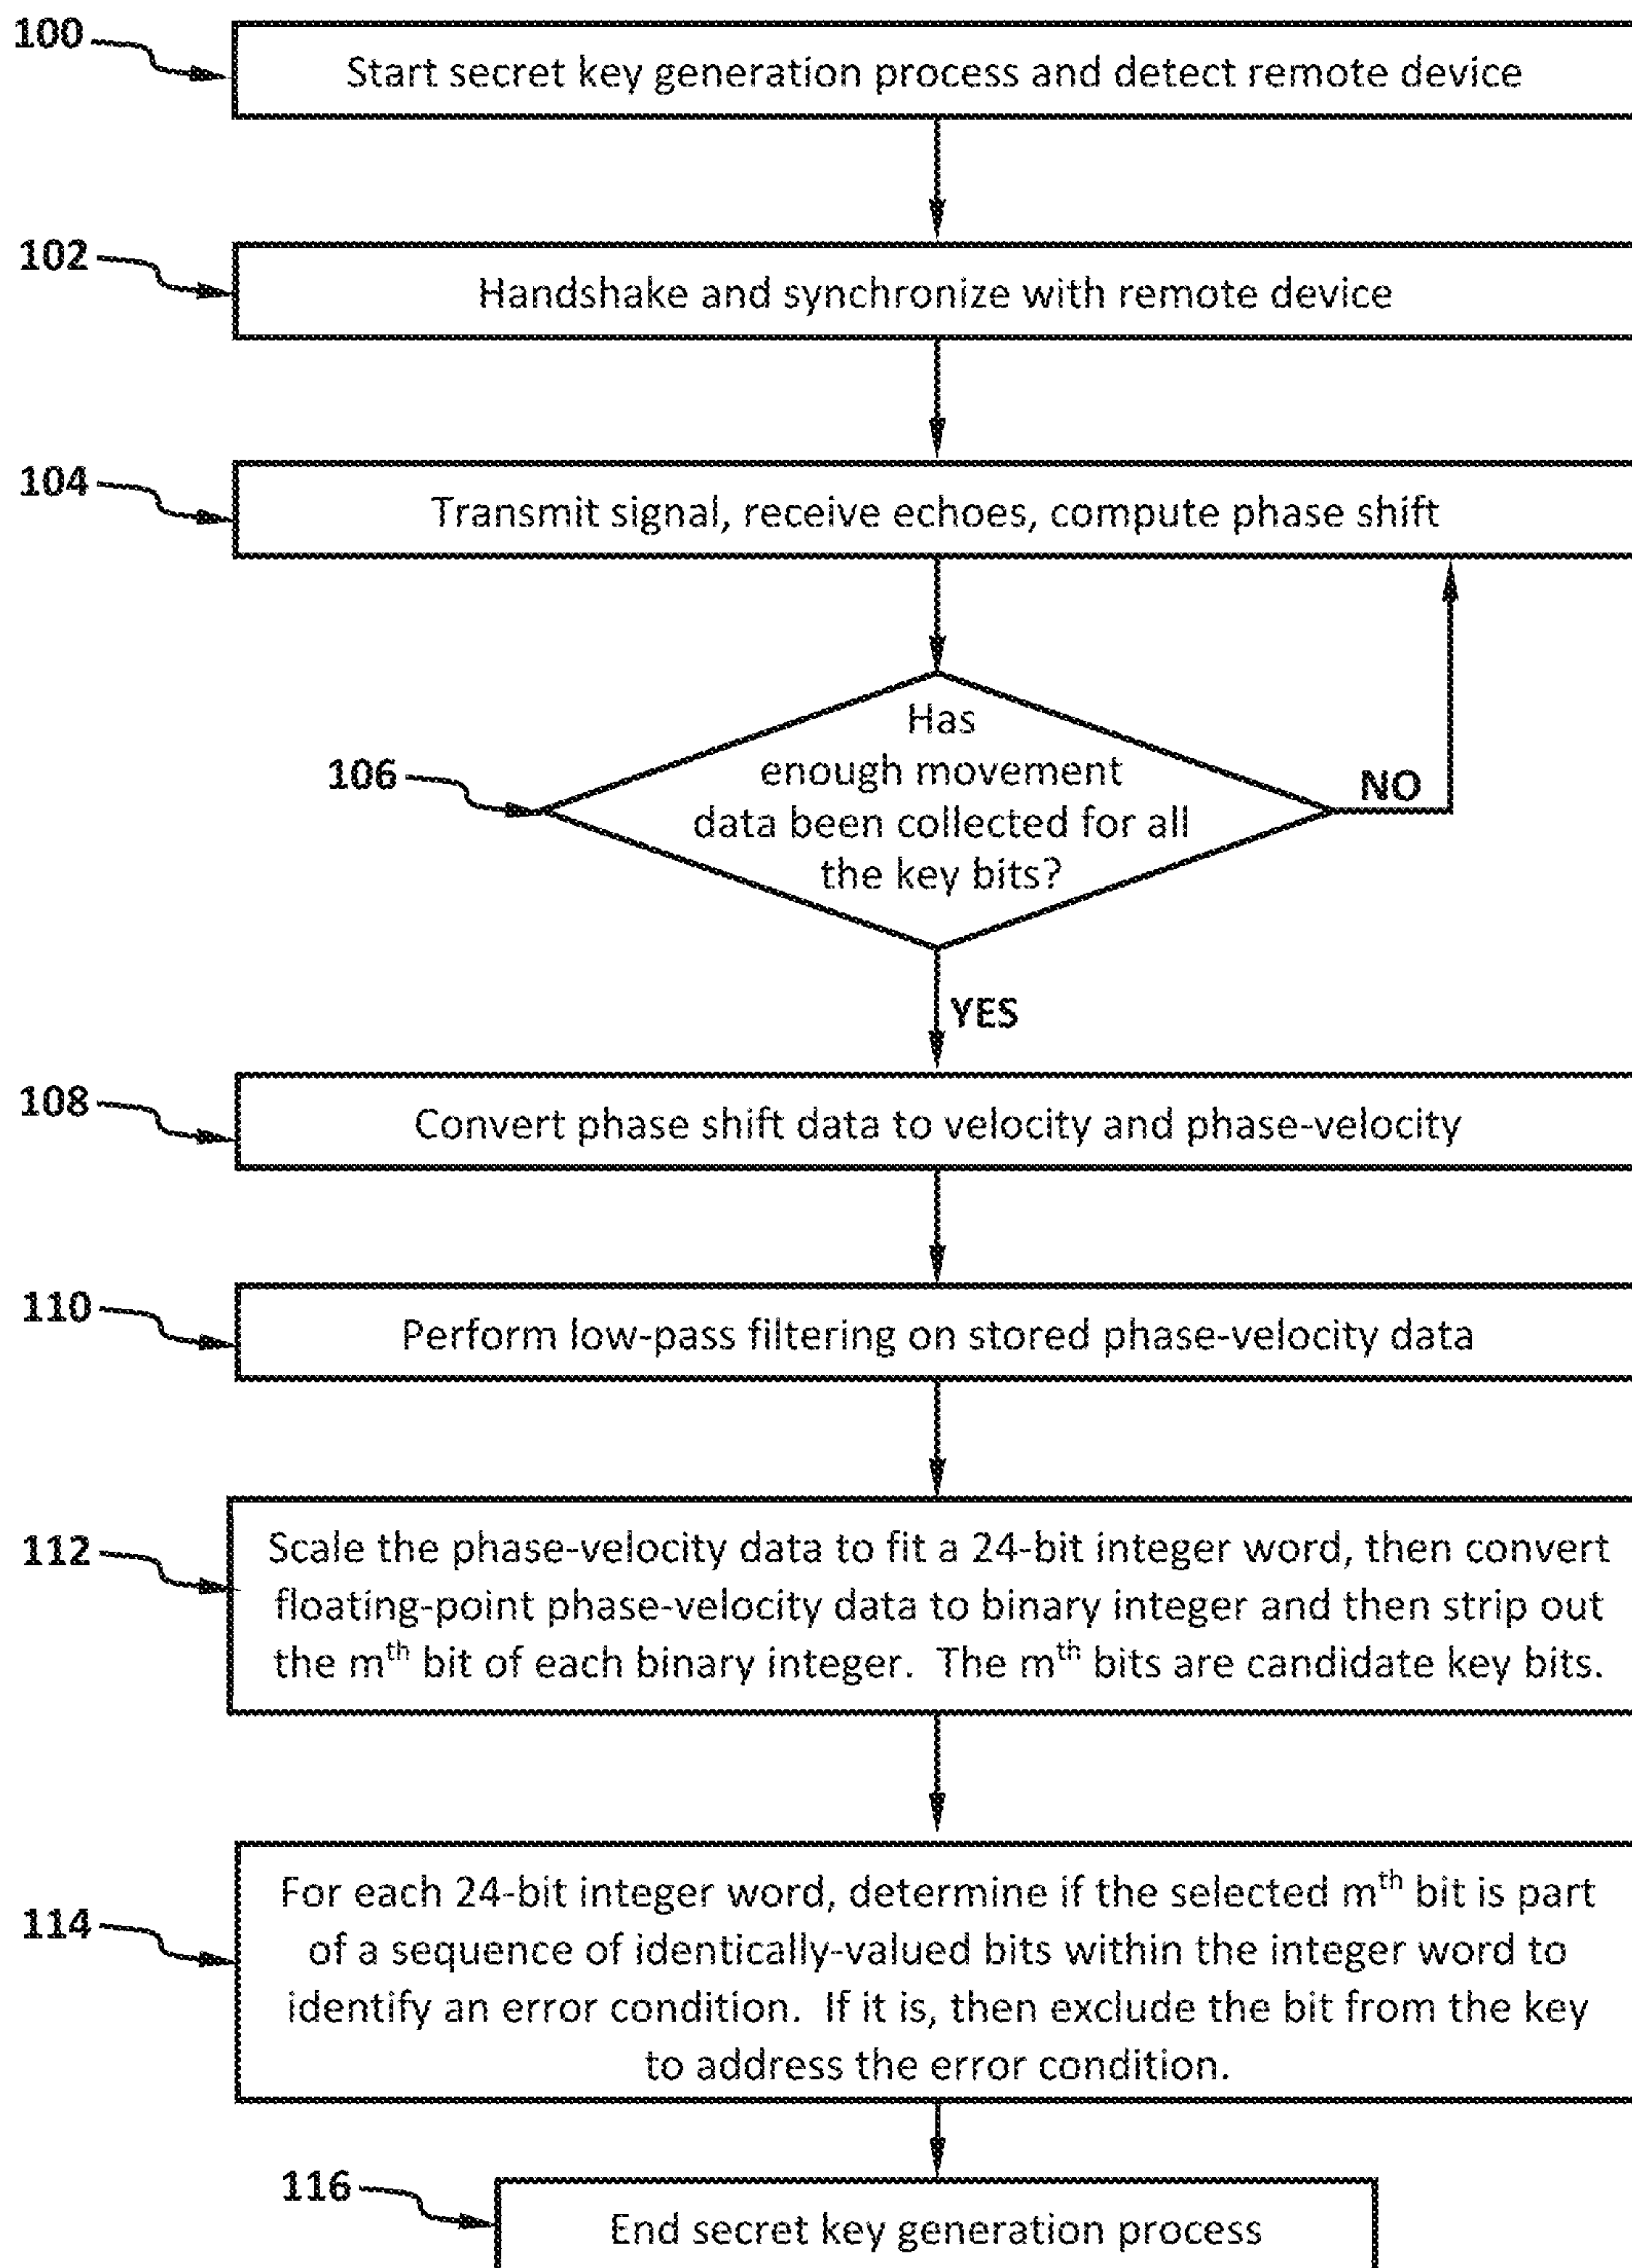 100
Start secret key generation process and detect remote device
102
Handshake and synchronize with remote device
104
Transmit signal, receive echoes, compute phase shift
106
Has
enough movement
data been collected for all
the key bits?
NO
YES
108
Convert phase shift data to velocity and phase-velocity
110
Perform low-pass filtering on stored phase-velocity data
112
Scale the phase-velocity data to fit a 24-bit integer word, then convert
floating-point phase-velocity data to binary integer and then strip out
the mth bit of each binary integer. The mth bits are candidate key bits.
114
For each 24-bit integer word, determine if the selected mth bit is part
of a sequence of identically-valued bits within the integer word to
identify an error condition. If it is, then exclude the bit from the key
to address the error condition.
116
End secret key generation process